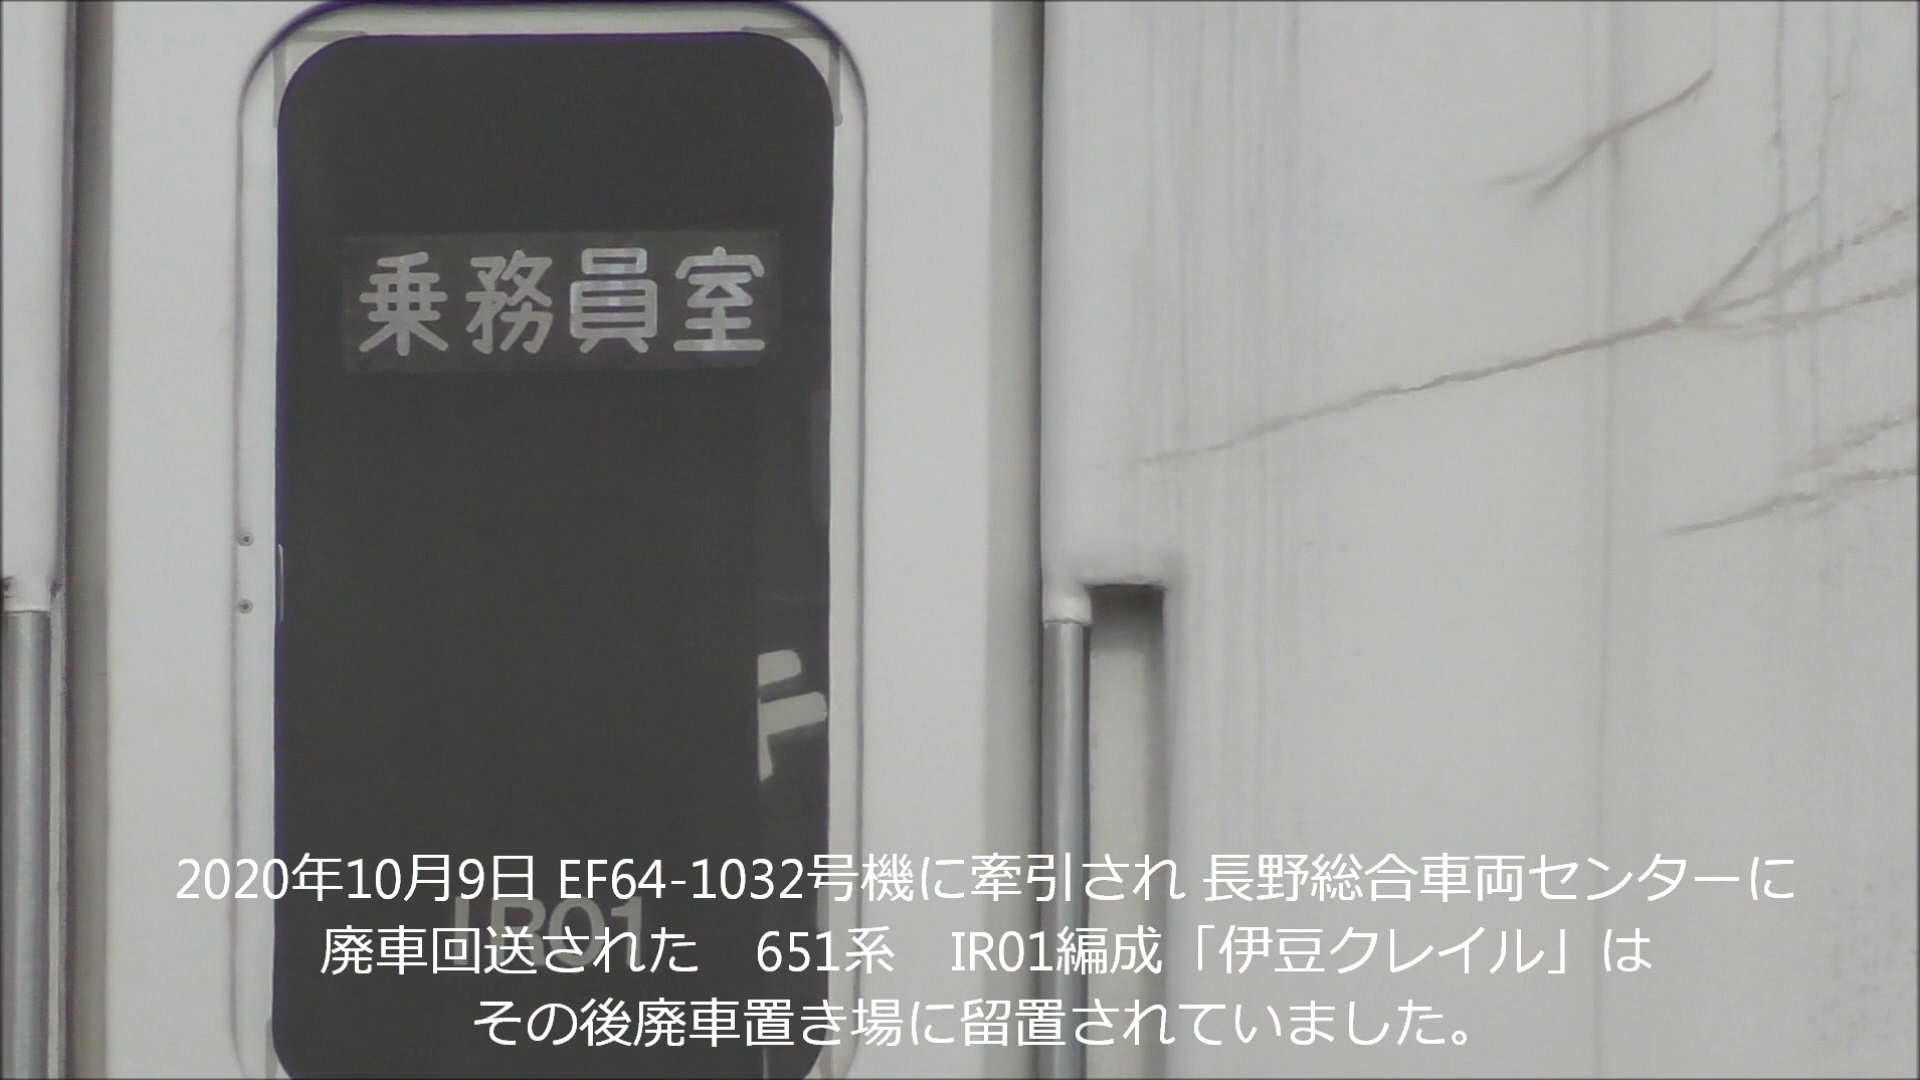 乗務員室
IR01
2020年10月9日 EF64-1032号機に牽引され 長野総合車両センターに
廃車回送された　651系　IR01編成「伊豆クレイル」は
その後廃車置き場に留置されていました。